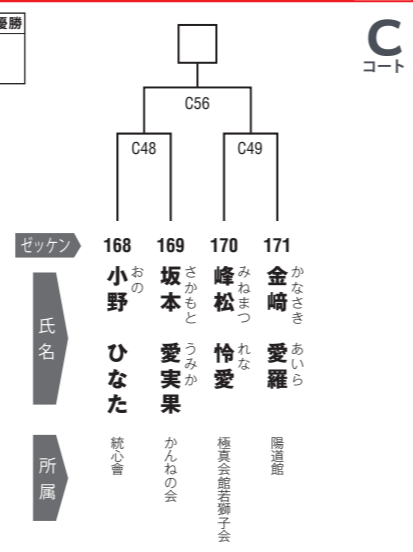 優勝
C
コート
C56
C48
C49
ゼッケン
168
169
170
171
氏名
小野 ひなた
おの
坂本 愛実果
さかもと うみか
峰松 怜愛
みねまつ れな
金﨑 愛羅
かなさき あいら
所属
統心會
かんねの会
極真会館若獅子会
陽道館